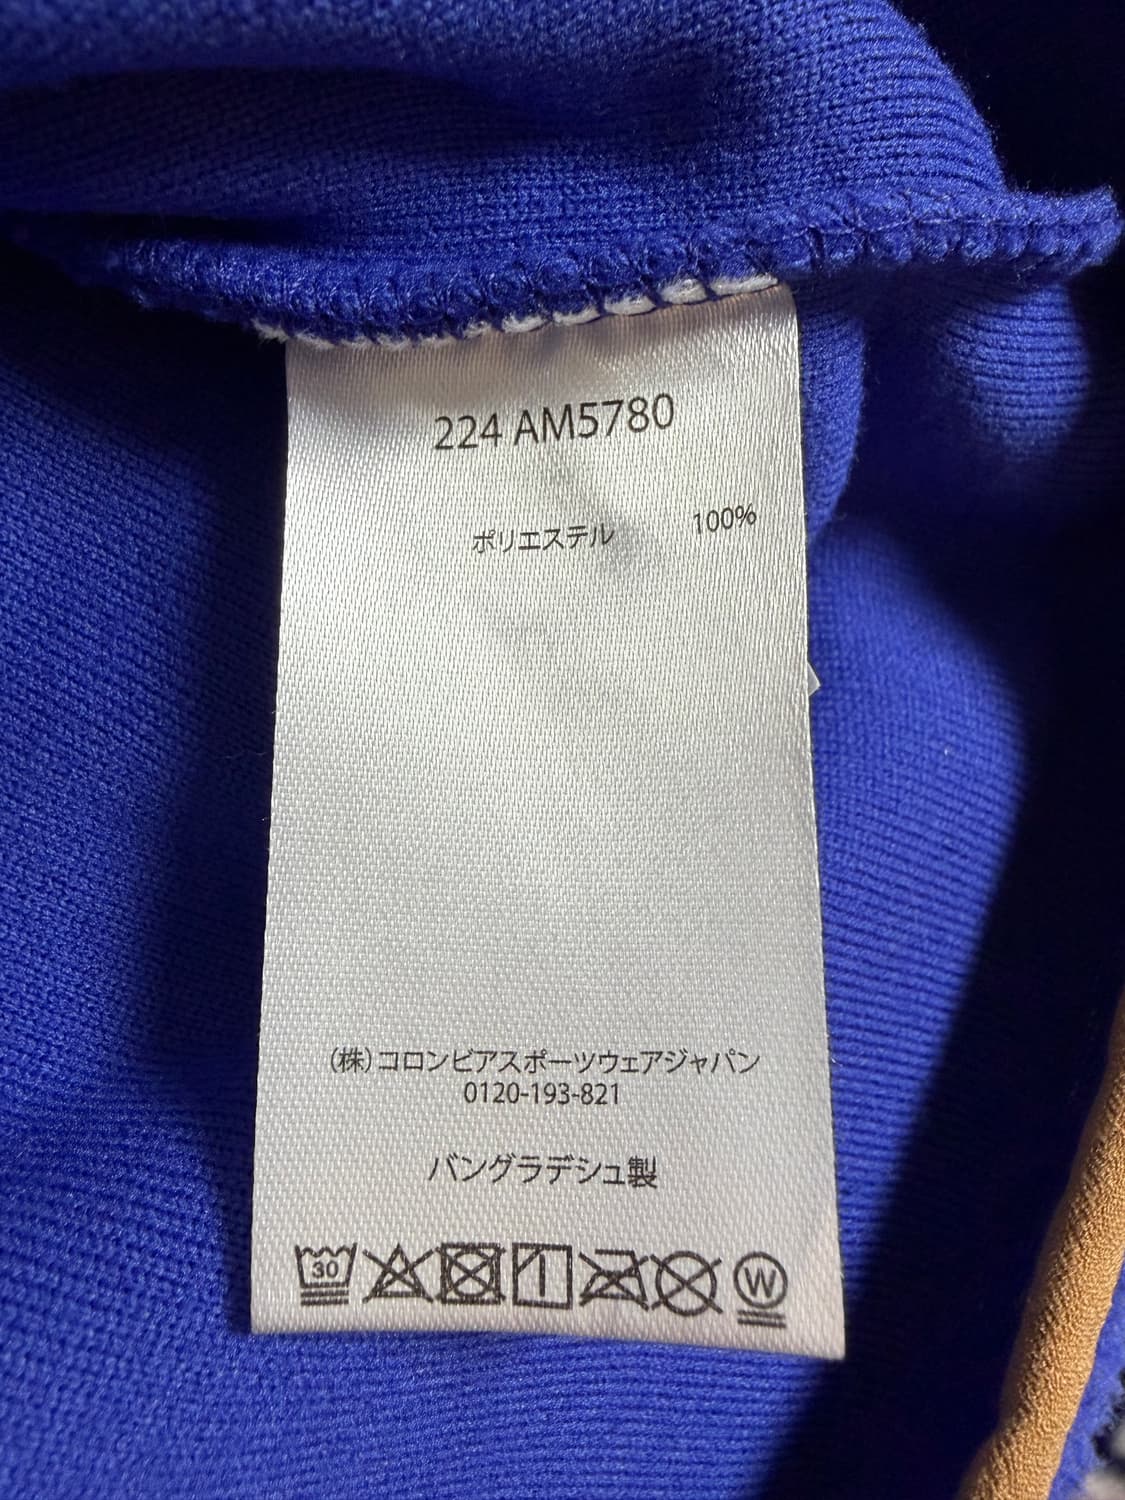 224 AM5780
ポリエステル 100%
(株)コロンビアスポーツウェアジャパン
0120-193-821
バングラデシュ製
30 W